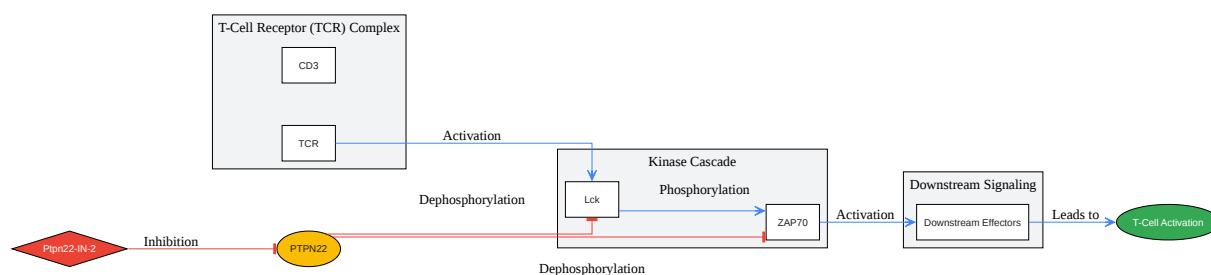 T-Cell Receptor (TCR) Complex
CD3
TCR
Activation
Kinase Cascade
Lck
Phosphorylation
Dephosphorylation
ZAP70
Activation
Downstream Signaling
Downstream Effectors
Leads to
T-Cell Activation
Ptpn22-IN-2
Inhibition
PTPN22
Dephosphorylation